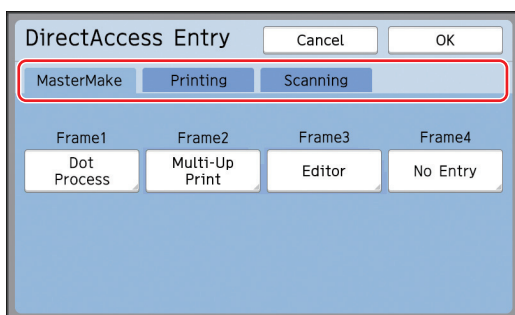 DirectAccess Entry Cancel OK
MasterMake Printing Scanning
Frame1 Frame2 Frame3 Frame4
Dot Process Multi-Up Print Editor No Entry